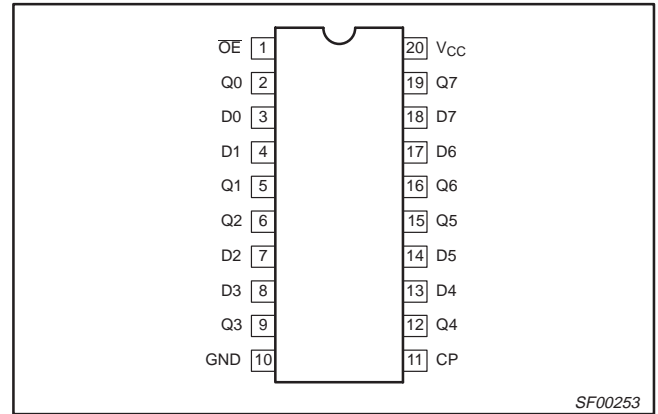 OE 1 20 VCC
Q0 2 19 Q7
D0 3 18 D7
D1 4 17 D6
Q1 5 16 Q6
Q2 6 15 Q5
D2 7 14 D5
D3 8 13 D4
Q3 9 12 Q4
GND 10 11 CP
SF00253